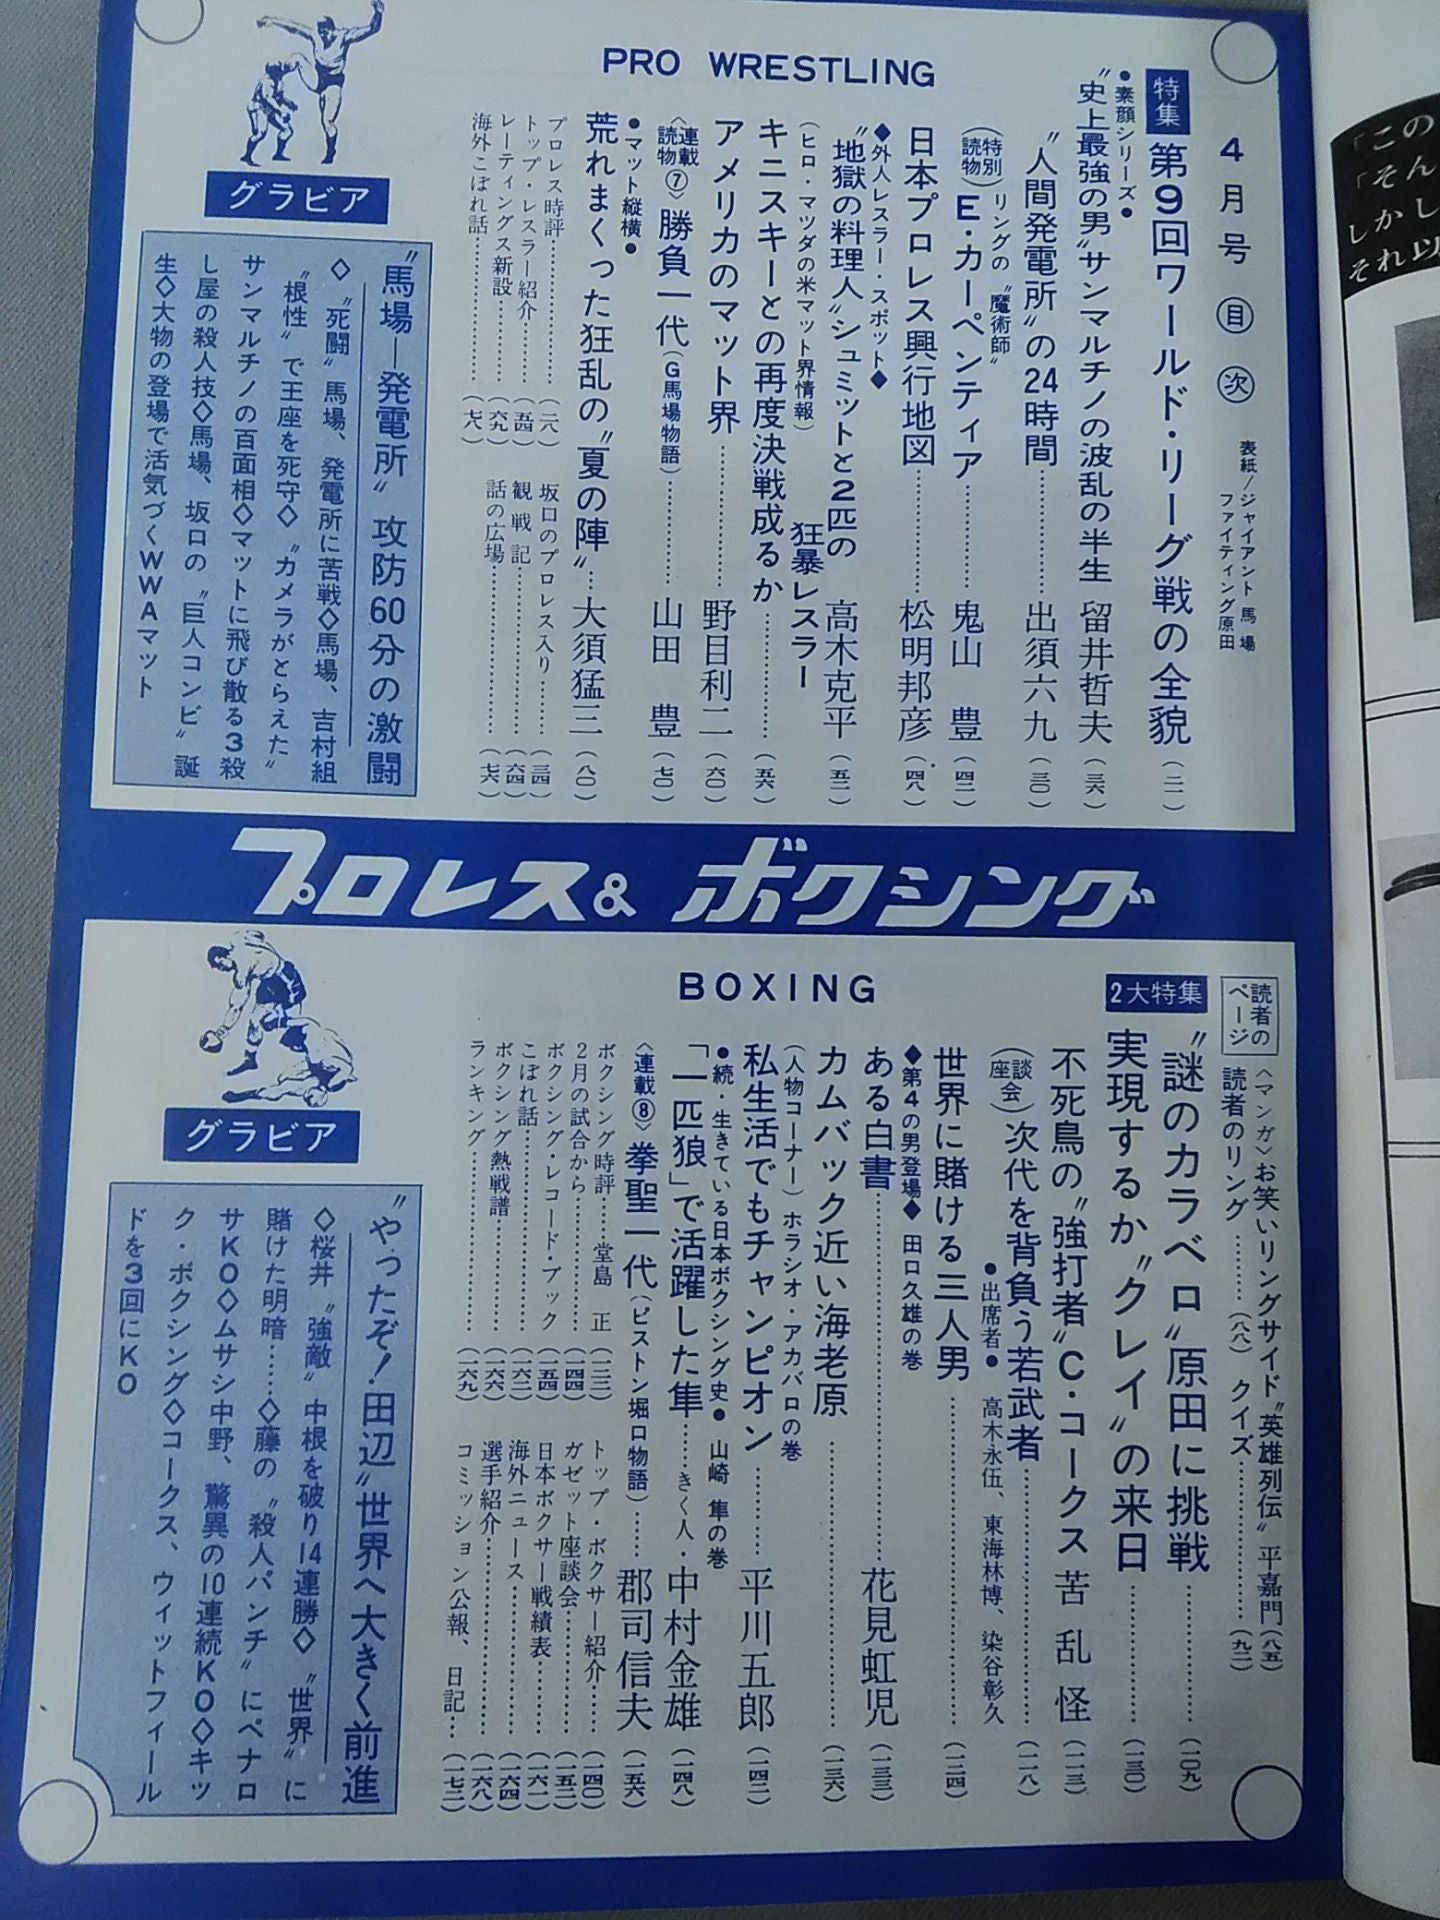 4月号 目次
表紙/ジャイアント馬場
ファイティング原田
PRO WRESTLING
特集
第9回ワールド・リーグ戦の全貌 (二一)
●素顔シリーズ●
〝史上最強の男〟サンマルチノの波乱の半生 留井哲夫 (三六)
〝人間発電所〟の24時間 出須六九 (三〇)
(特別読物) リングの〝魔術師〟
E・カーペンティア 鬼山 豊 (四二)
日本プロレス興行地図 松明邦彦 (四八)
◆外人レスラー・スポット◆
〝地獄の料理人〟シュミットと2匹の狂暴レスラー 高木克平 (五二)
(ヒロ・マツダの米マット界情報)
キニスキーとの再度決戦成るか (五六)
アメリカのマット界 野目利二 (六〇)
〈連載読物⑦〉 勝負一代 (G馬場物語) 山田 豊 (七〇)
●マット縦横●
荒れまくった狂乱の〝夏の陣〟 大須猛三 (八〇)
プロレス時評 (二八)
トップ・レスラー紹介 (五四)
レーティングス新設 (六九)
海外こぼれ話 (七八)
坂口のプロレス入り (三四)
観戦記 (六四)
話の広場 (七六)
グラビア
〝馬場―発電所〟攻防60分の激闘
◇〝死闘〟馬場、発電所に苦戦◇馬場、吉村組
〝根性〟で王座を死守◇〝カメラがとらえた〟
サンマルチノの百面相◇マットに飛び散る3殺
し屋の殺人技◇馬場、坂口の〝巨人コンビ〟誕
生◇大物の登場で活気づくWWAマット
プロレス&ボクシング
BOXING
読者のページ
〈マンガ〉お笑いリングサイド〝英雄列伝〟 平嘉門 (八五)
読者のリング (八八) クイズ (九二)
2大特集
〝謎のカラベロ〟原田に挑戦 (一〇九)
実現するか〝クレイ〟の来日 (一三〇)
不死鳥の〝強打者〟C・コークス 苦乱怪 (一一三)
(座談会) 次代を背負う若武者 (一一八)
●出席者● 高木永伍、東海林博、染谷彰久
世界に賭ける三人男 (一二四)
◆第4の男登場◆ 田口久雄の巻
ある白書 花見虹児 (一三三)
カムバック近い海老原 (一三六)
(人物コーナー) ホラシオ・アカバロの巻
私生活でもチャンピオン 平川五郎 (一四二)
●続・生きている日本ボクシング史● 山崎 隼の巻
「一匹狼」で活躍した隼 きく人・中村金雄 (一四八)
〈連載⑧〉 拳聖一代 (ピストン堀口物語) 郡司信夫 (一五六)
ボクシング時評 堂島 正 (一二三)
2月の試合から (一四四)
ボクシング・レコード・ブック (一五四)
こぼれ話 (一六二)
ボクシング熱戦譜 (一六六)
ランキング (一六九)
トップ・ボクサー紹介 (一四〇)
ガゼット座談会 (一五二)
日本ボクサー戦績表 (一六一)
海外ニュース (一六四)
選手紹介 (一六八)
コミッション公報、日記 (一七二)
グラビア
〝やったぞ!田辺〟世界へ大きく前進
◇桜井〝強敵〟中根を破り14連勝◇〝世界〟に
賭けた明暗……◇藤の〝殺人パンチ〟にペナロ
サKO◇ムサシ中野、驚異の10連続KO◇キッ
ク・ボクシング◇コークス、ウィットフィール
ドを3回にKO
「この
「そん
しかし
それ以